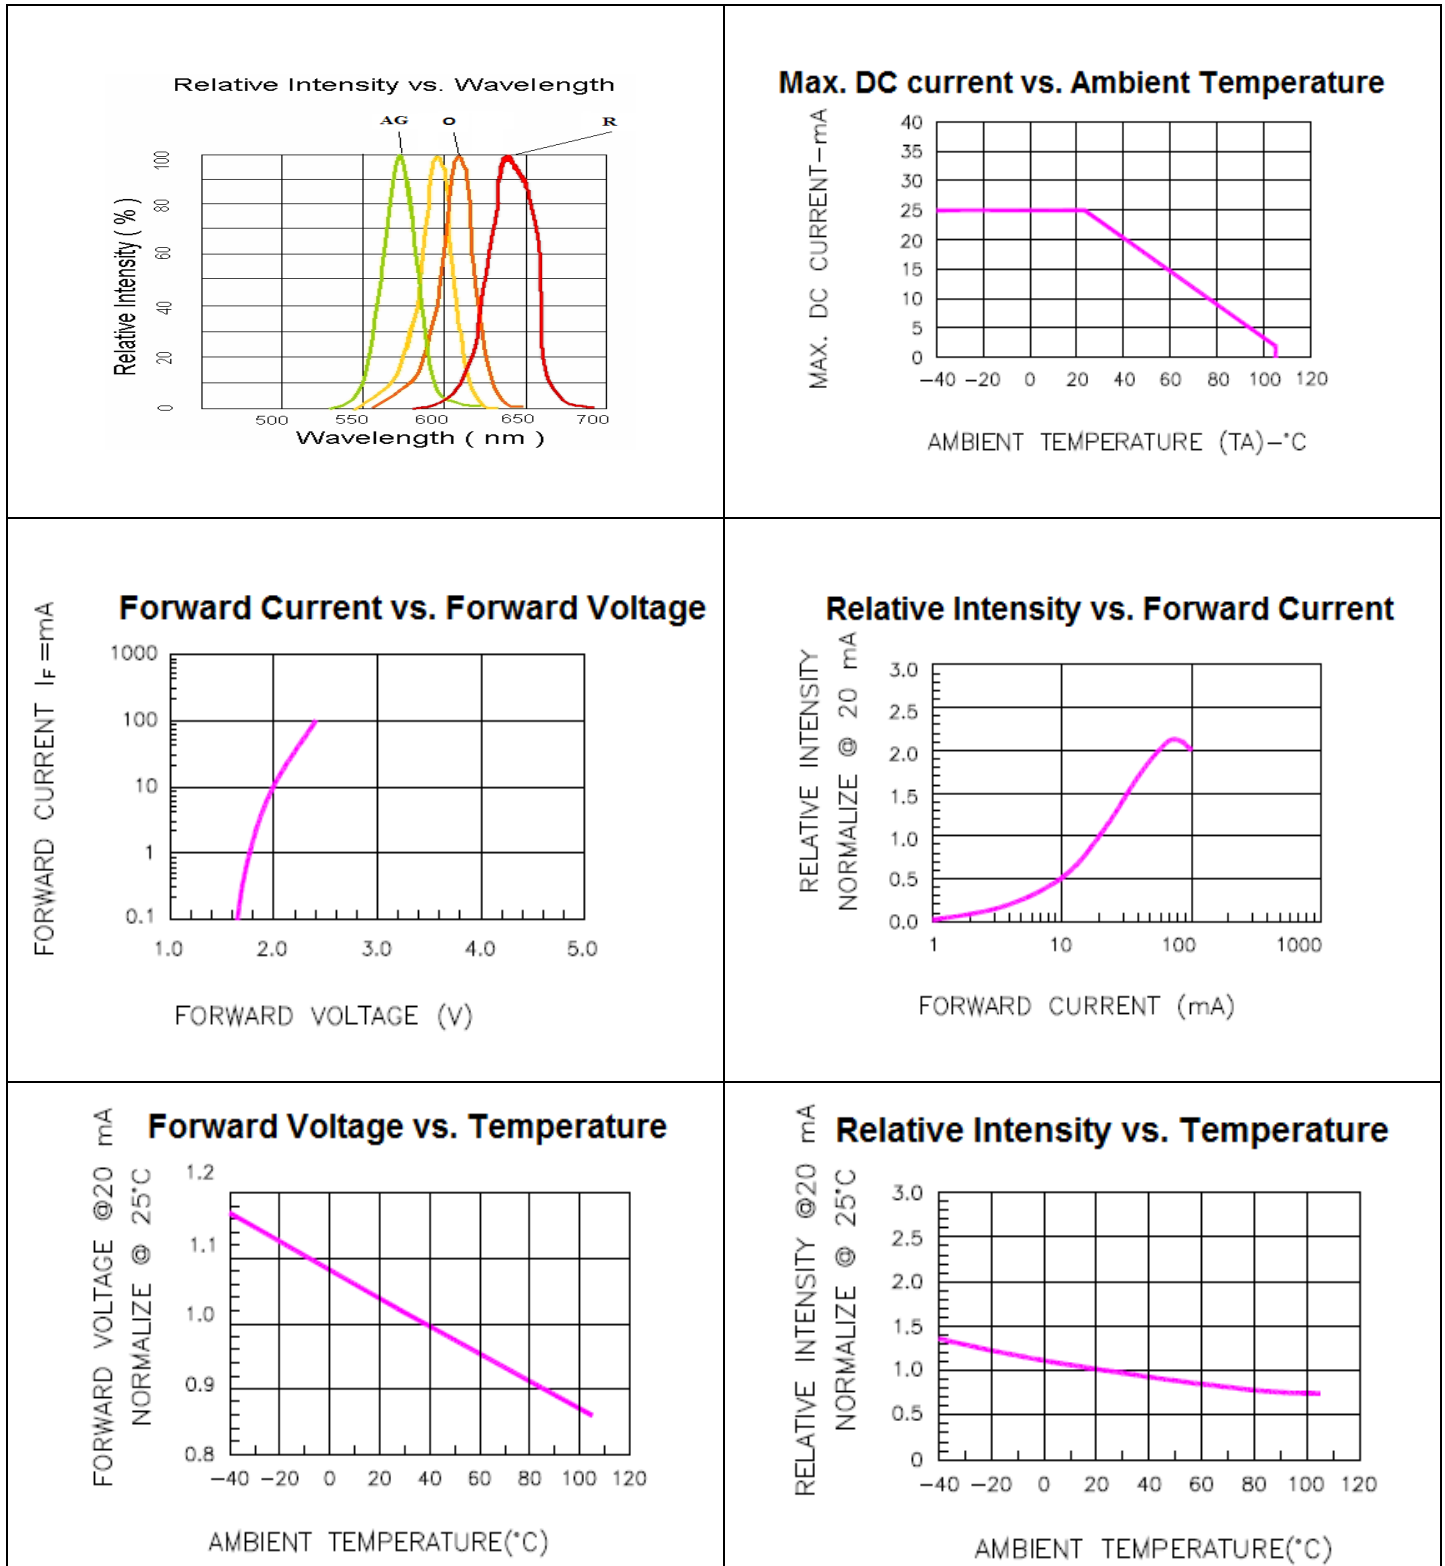 Relative Intensity vs. Wavelength
AG O R
Relative Intensity ( % )
100
80
60
40
20
0
500 550 600 650 700
Wavelength ( nm )
Max. DC current vs. Ambient Temperature
MAX. DC CURRENT-mA
40
35
30
25
20
15
10
5
0
-40 -20 0 20 40 60 80 100 120
AMBIENT TEMPERATURE (TA)-°C
Forward Current vs. Forward Voltage
FORWARD CURRENT IF=mA
1000
100
10
1
0.1
1.0 2.0 3.0 4.0 5.0
FORWARD VOLTAGE (V)
Relative Intensity vs. Forward Current
RELATIVE INTENSITY
NORMALIZE @ 20 mA
3.0
2.5
2.0
1.5
1.0
0.5
0.0
1 10 100 1000
FORWARD CURRENT (mA)
Forward Voltage vs. Temperature
FORWARD VOLTAGE @20 mA
NORMALIZE @ 25°C
1.2
1.1
1.0
0.9
0.8
-40 -20 0 20 40 60 80 100 120
AMBIENT TEMPERATURE(°C)
Relative Intensity vs. Temperature
RELATIVE INTENSITY @20 mA
NORMALIZE @ 25°C
3.0
2.5
2.0
1.5
1.0
0.5
0
-40 -20 0 20 40 60 80 100 120
AMBIENT TEMPERATURE(°C)